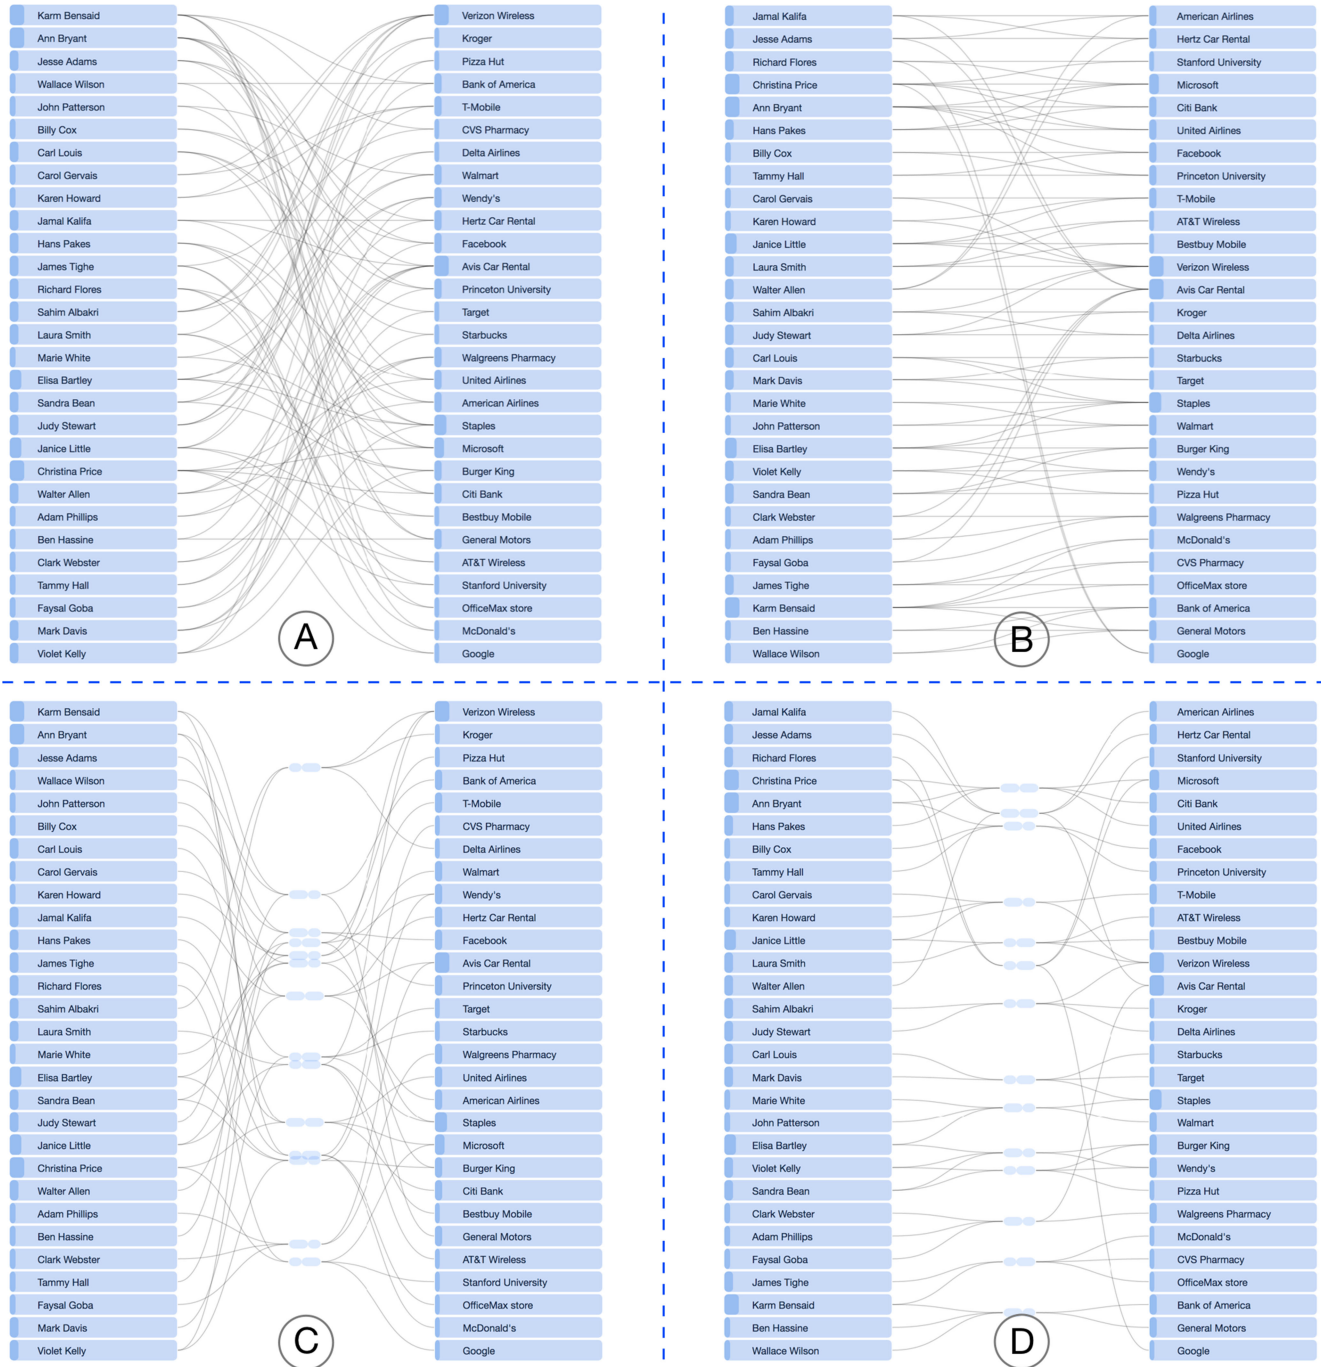 Karm Bensaid
Ann Bryant
Jesse Adams
Wallace Wilson
John Patterson
Billy Cox
Carl Louis
Carol Gervais
Karen Howard
Jamal Kalifa
Hans Pakes
James Tighe
Richard Flores
Sahim Albakri
Laura Smith
Marie White
Elisa Bartley
Sandra Bean
Judy Stewart
Janice Little
Christina Price
Walter Allen
Adam Phillips
Ben Hassine
Clark Webster
Tammy Hall
Faysal Goba
Mark Davis
Violet Kelly
Verizon Wireless
Kroger
Pizza Hut
Bank of America
T-Mobile
CVS Pharmacy
Delta Airlines
Walmart
Wendy's
Hertz Car Rental
Facebook
Avis Car Rental
Princeton University
Target
Starbucks
Walgreens Pharmacy
United Airlines
American Airlines
Staples
Microsoft
Burger King
Citi Bank
Bestbuy Mobile
General Motors
AT&T Wireless
Stanford University
OfficeMax store
McDonald's
Google
A
Jamal Kalifa
Jesse Adams
Richard Flores
Christina Price
Ann Bryant
Hans Pakes
Billy Cox
Tammy Hall
Carol Gervais
Karen Howard
Janice Little
Laura Smith
Walter Allen
Sahim Albakri
Judy Stewart
Carl Louis
Mark Davis
Marie White
John Patterson
Elisa Bartley
Violet Kelly
Sandra Bean
Clark Webster
Adam Phillips
Faysal Goba
James Tighe
Karm Bensaid
Ben Hassine
Wallace Wilson
American Airlines
Hertz Car Rental
Stanford University
Microsoft
Citi Bank
United Airlines
Facebook
Princeton University
T-Mobile
AT&T Wireless
Bestbuy Mobile
Verizon Wireless
Avis Car Rental
Kroger
Delta Airlines
Starbucks
Target
Staples
Walmart
Burger King
Wendy's
Pizza Hut
Walgreens Pharmacy
McDonald's
CVS Pharmacy
OfficeMax store
Bank of America
General Motors
Google
B
Karm Bensaid
Ann Bryant
Jesse Adams
Wallace Wilson
John Patterson
Billy Cox
Carl Louis
Carol Gervais
Karen Howard
Jamal Kalifa
Hans Pakes
James Tighe
Richard Flores
Sahim Albakri
Laura Smith
Marie White
Elisa Bartley
Sandra Bean
Judy Stewart
Janice Little
Christina Price
Walter Allen
Adam Phillips
Ben Hassine
Clark Webster
Tammy Hall
Faysal Goba
Mark Davis
Violet Kelly
Verizon Wireless
Kroger
Pizza Hut
Bank of America
T-Mobile
CVS Pharmacy
Delta Airlines
Walmart
Wendy's
Hertz Car Rental
Facebook
Avis Car Rental
Princeton University
Target
Starbucks
Walgreens Pharmacy
United Airlines
American Airlines
Staples
Microsoft
Burger King
Citi Bank
Bestbuy Mobile
General Motors
AT&T Wireless
Stanford University
OfficeMax store
McDonald's
Google
C
Jamal Kalifa
Jesse Adams
Richard Flores
Christina Price
Ann Bryant
Hans Pakes
Billy Cox
Tammy Hall
Carol Gervais
Karen Howard
Janice Little
Laura Smith
Walter Allen
Sahim Albakri
Judy Stewart
Carl Louis
Mark Davis
Marie White
John Patterson
Elisa Bartley
Violet Kelly
Sandra Bean
Clark Webster
Adam Phillips
Faysal Goba
James Tighe
Karm Bensaid
Ben Hassine
Wallace Wilson
American Airlines
Hertz Car Rental
Stanford University
Microsoft
Citi Bank
United Airlines
Facebook
Princeton University
T-Mobile
AT&T Wireless
Bestbuy Mobile
Verizon Wireless
Avis Car Rental
Kroger
Delta Airlines
Starbucks
Target
Staples
Walmart
Burger King
Wendy's
Pizza Hut
Walgreens Pharmacy
McDonald's
CVS Pharmacy
OfficeMax store
Bank of America
General Motors
Google
D